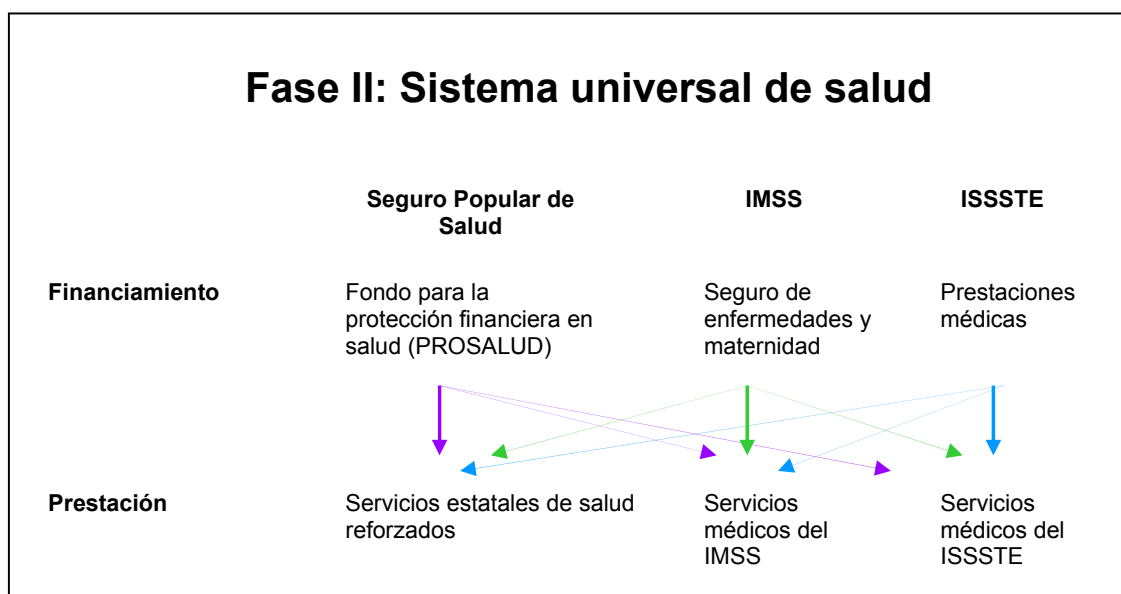 Fase II: Sistema universal de salud
Seguro Popular de
Salud
IMSS
ISSSTE
Financiamiento
Fondo para la
protección financiera en
salud (PROSALUD)
Seguro de
enfermedades y
maternidad
Prestaciones
médicas
Prestación
Servicios estatales de salud
reforzados
Servicios
médicos del
IMSS
Servicios
médicos del
ISSSTE